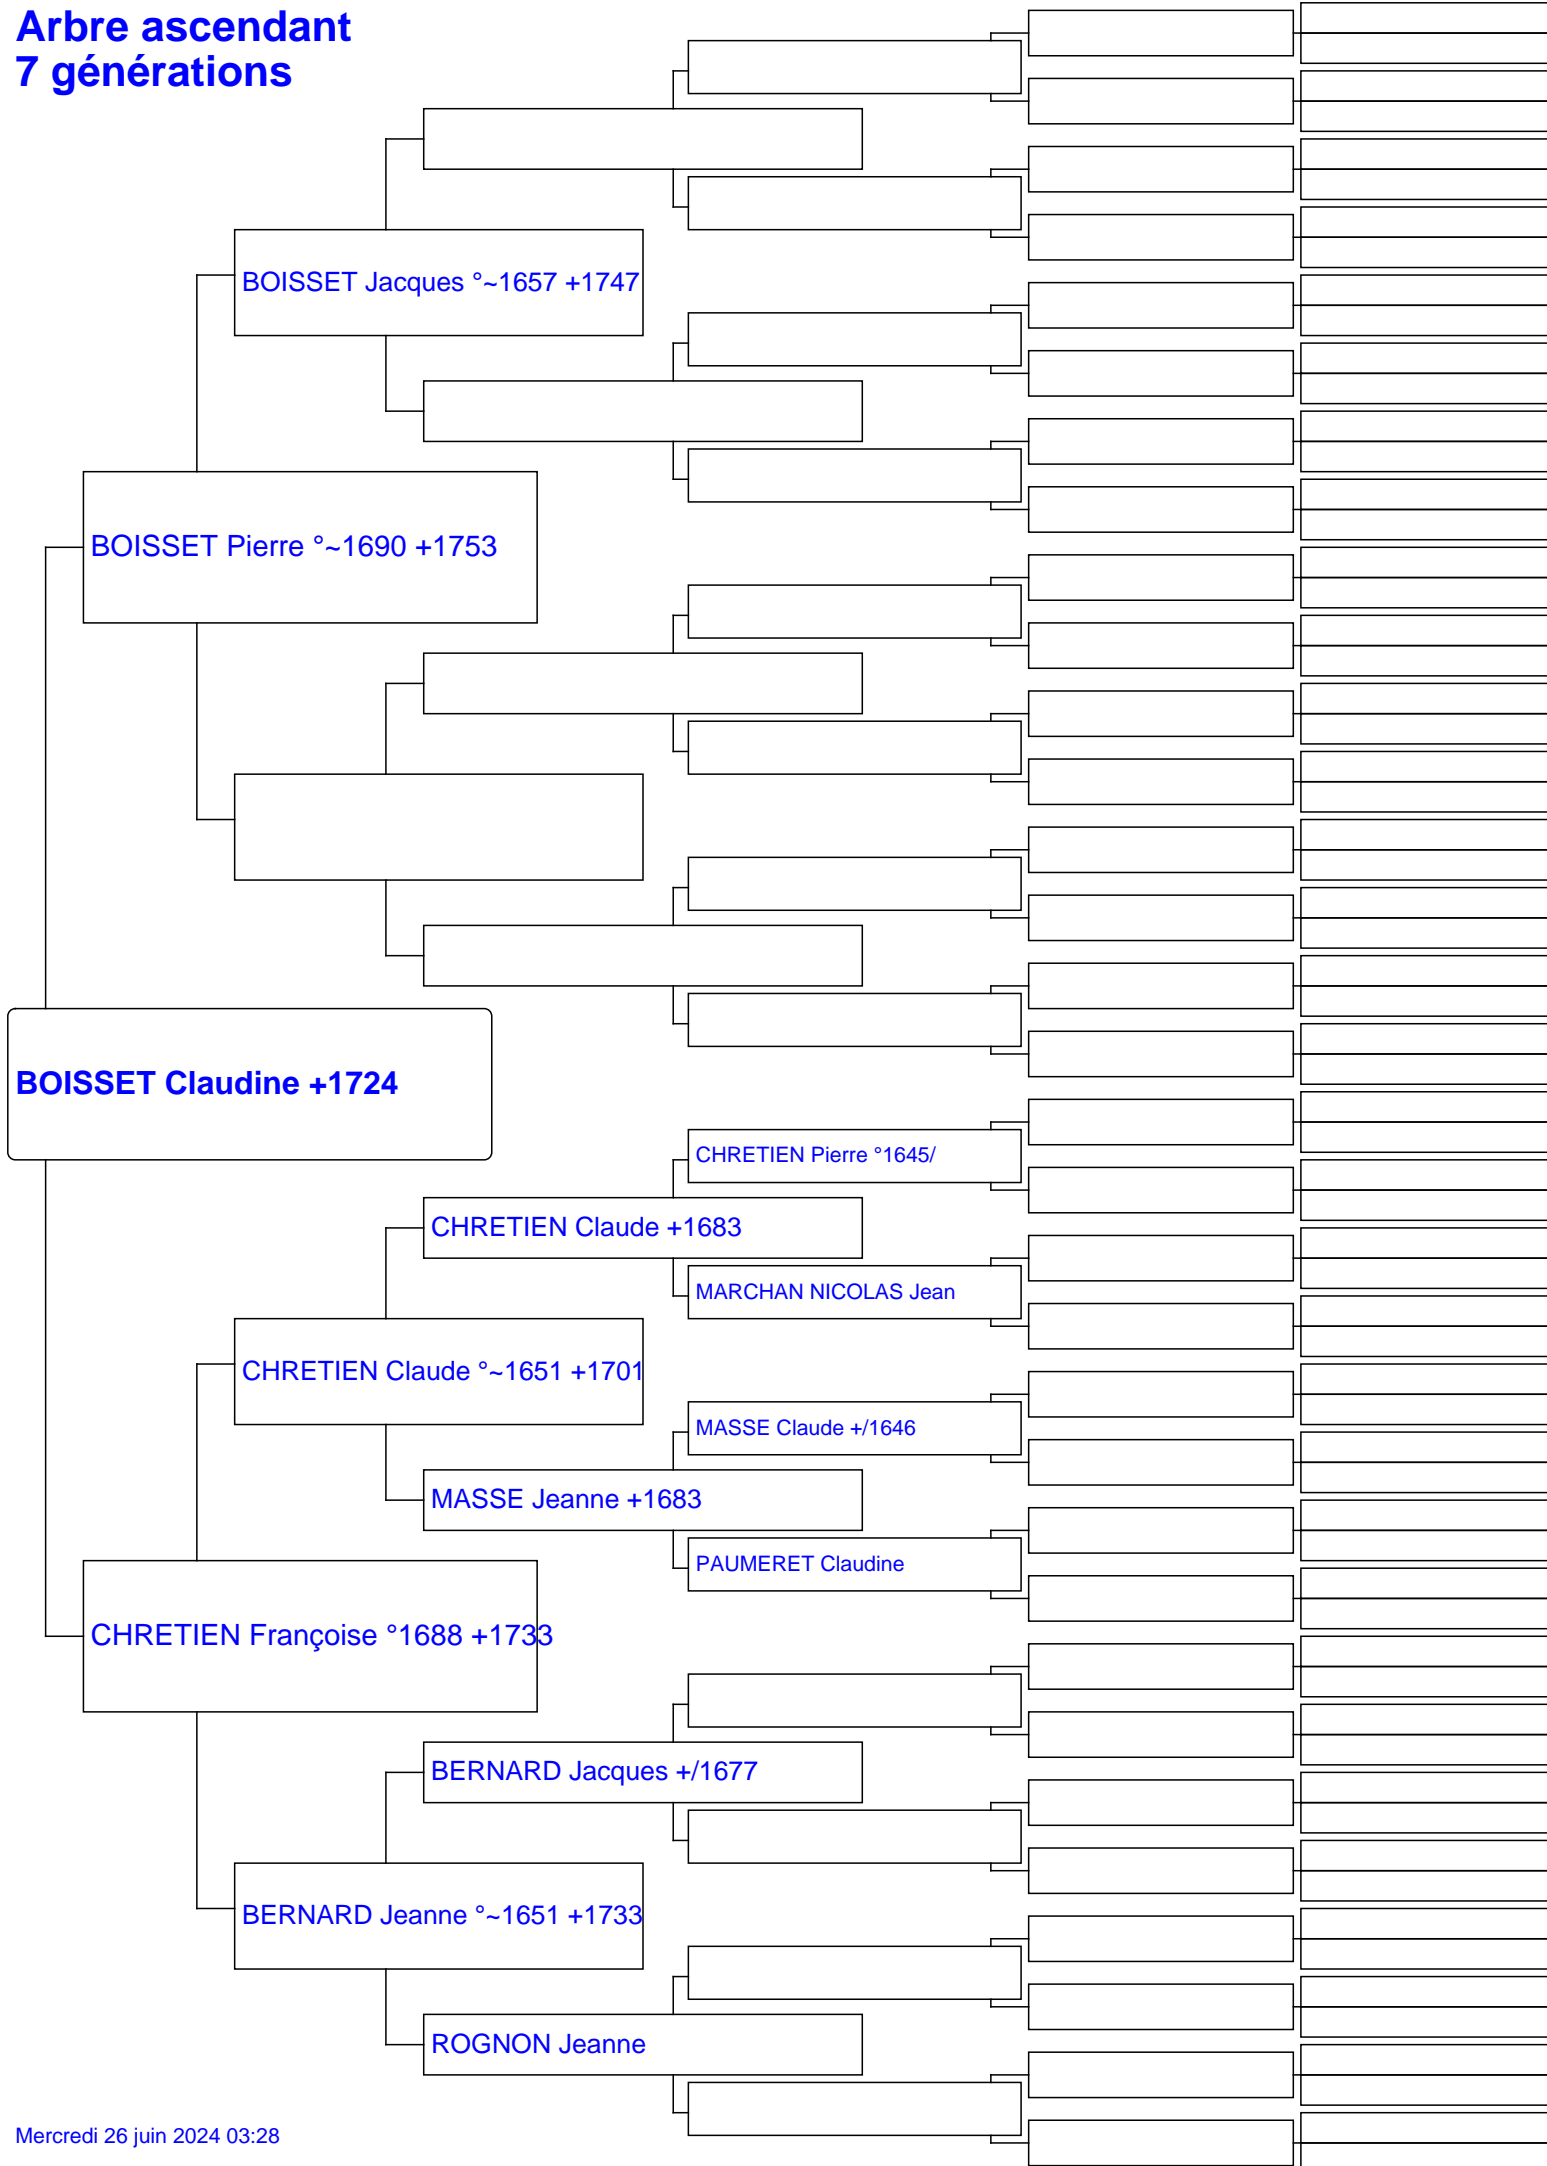 Arbre ascendant
7 générations
BOISSET Jacques °~1657 +1747
BOISSET Pierre °~1690 +1753
BOISSET Claudine +1724
CHRETIEN Pierre °1645/
CHRETIEN Claude +1683
MARCHAN NICOLAS Jean
CHRETIEN Claude °~1651 +1701
MASSE Claude +/1646
MASSE Jeanne +1683
PAUMERET Claudine
CHRETIEN Françoise °1688 +1733
BERNARD Jacques +/1677
BERNARD Jeanne °~1651 +1733
ROGNON Jeanne
Mercredi 26 juin 2024 03:28